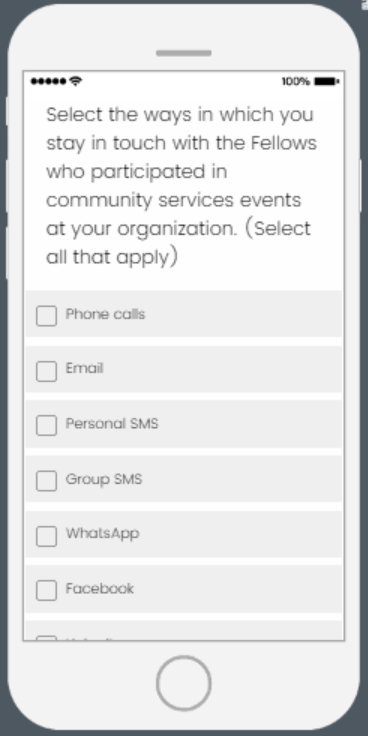 100%
Select the ways in which you
stay in touch with the Fellows
who participated in
community services events
at your organization. (Select
all that apply)
Phone calls
Email
Personal SMS
Group SMS
WhatsApp
Facebook